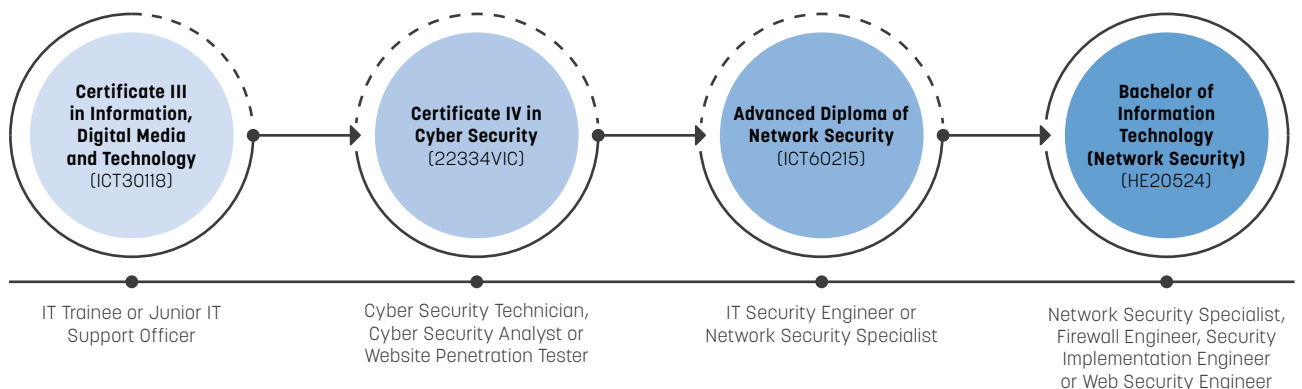 Certificate III
in Information,
Digital Media
and Technology
(ICT30118)
Certificate IV in
Cyber Security
(22334VIC)
Advanced Diploma of
Network Security
(ICT60215)
Bachelor of
Information
Technology
(Network Security)
(HE20524)
IT Trainee or Junior IT
Support Officer
Cyber Security Technician,
Cyber Security Analyst or
Website Penetration Tester
IT Security Engineer or
Network Security Specialist
Network Security Specialist,
Firewall Engineer, Security
Implementation Engineer
or Web Security Engineer